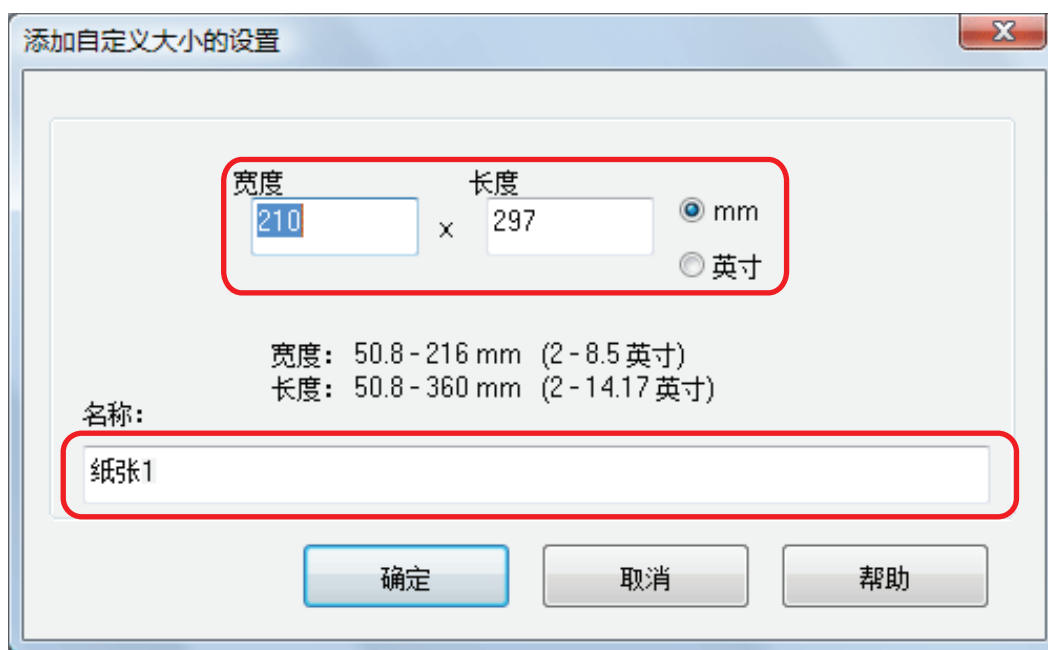 添加自定义大小的设置
宽度 长度
210 x 297 mm
英寸
宽度： 50.8 - 216 mm (2 - 8.5 英寸)
长度： 50.8 - 360 mm (2 - 14.17 英寸)
名称：
纸张1
确定 取消 帮助